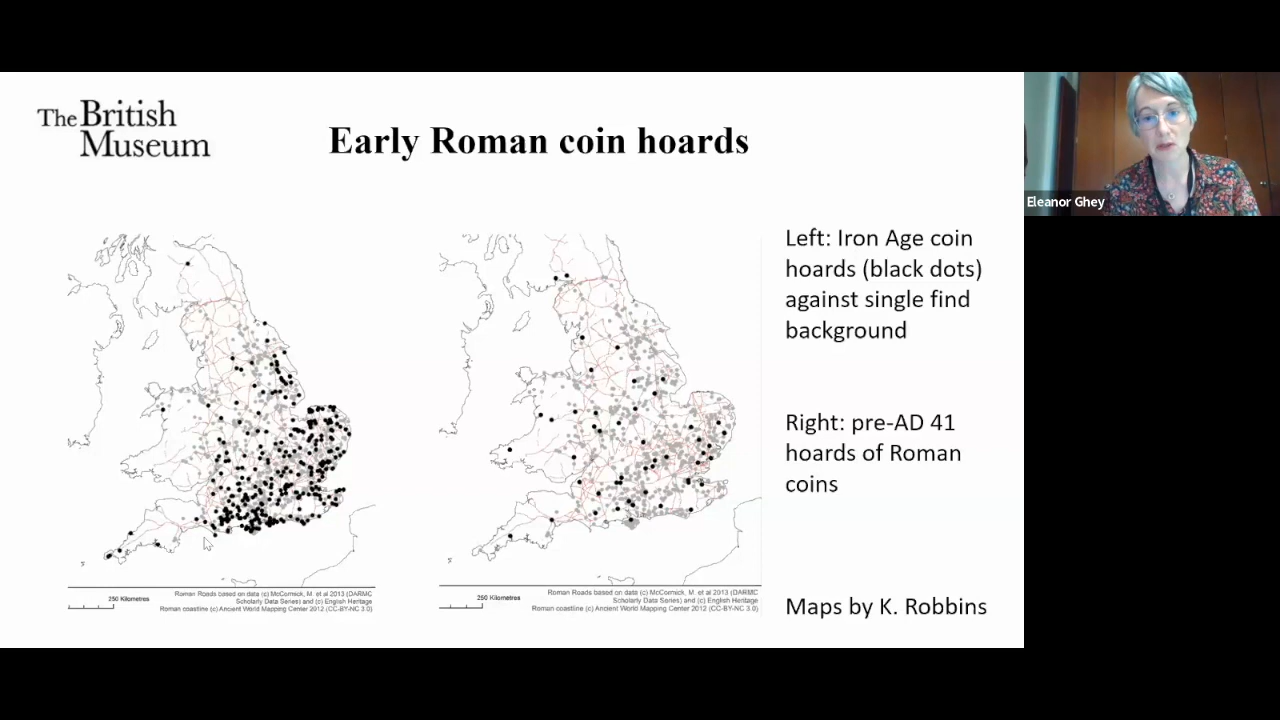 The British
Museum
Early Roman coin hoards
Eleanor Ghey
Left: Iron Age coin
hoards (black dots)
against single find
background
Right: pre-AD 41
hoards of Roman
coins
250 Kilometres
Roman Roads based on data (c) McCormick, M. et al 2013 (DARMC
Scholarly Data Series) and (c) English Heritage
Roman coastline (c) Ancient World Mapping Center 2012 (CC-BY-NC 3.0)
250 Kilometres
Roman Roads based on data (c) McCormick, M. et al 2013 (DARMC
Scholarly Data Series) and (c) English Heritage
Roman coastline (c) Ancient World Mapping Center 2012 (CC-BY-NC 3.0)
Maps by K. Robbins